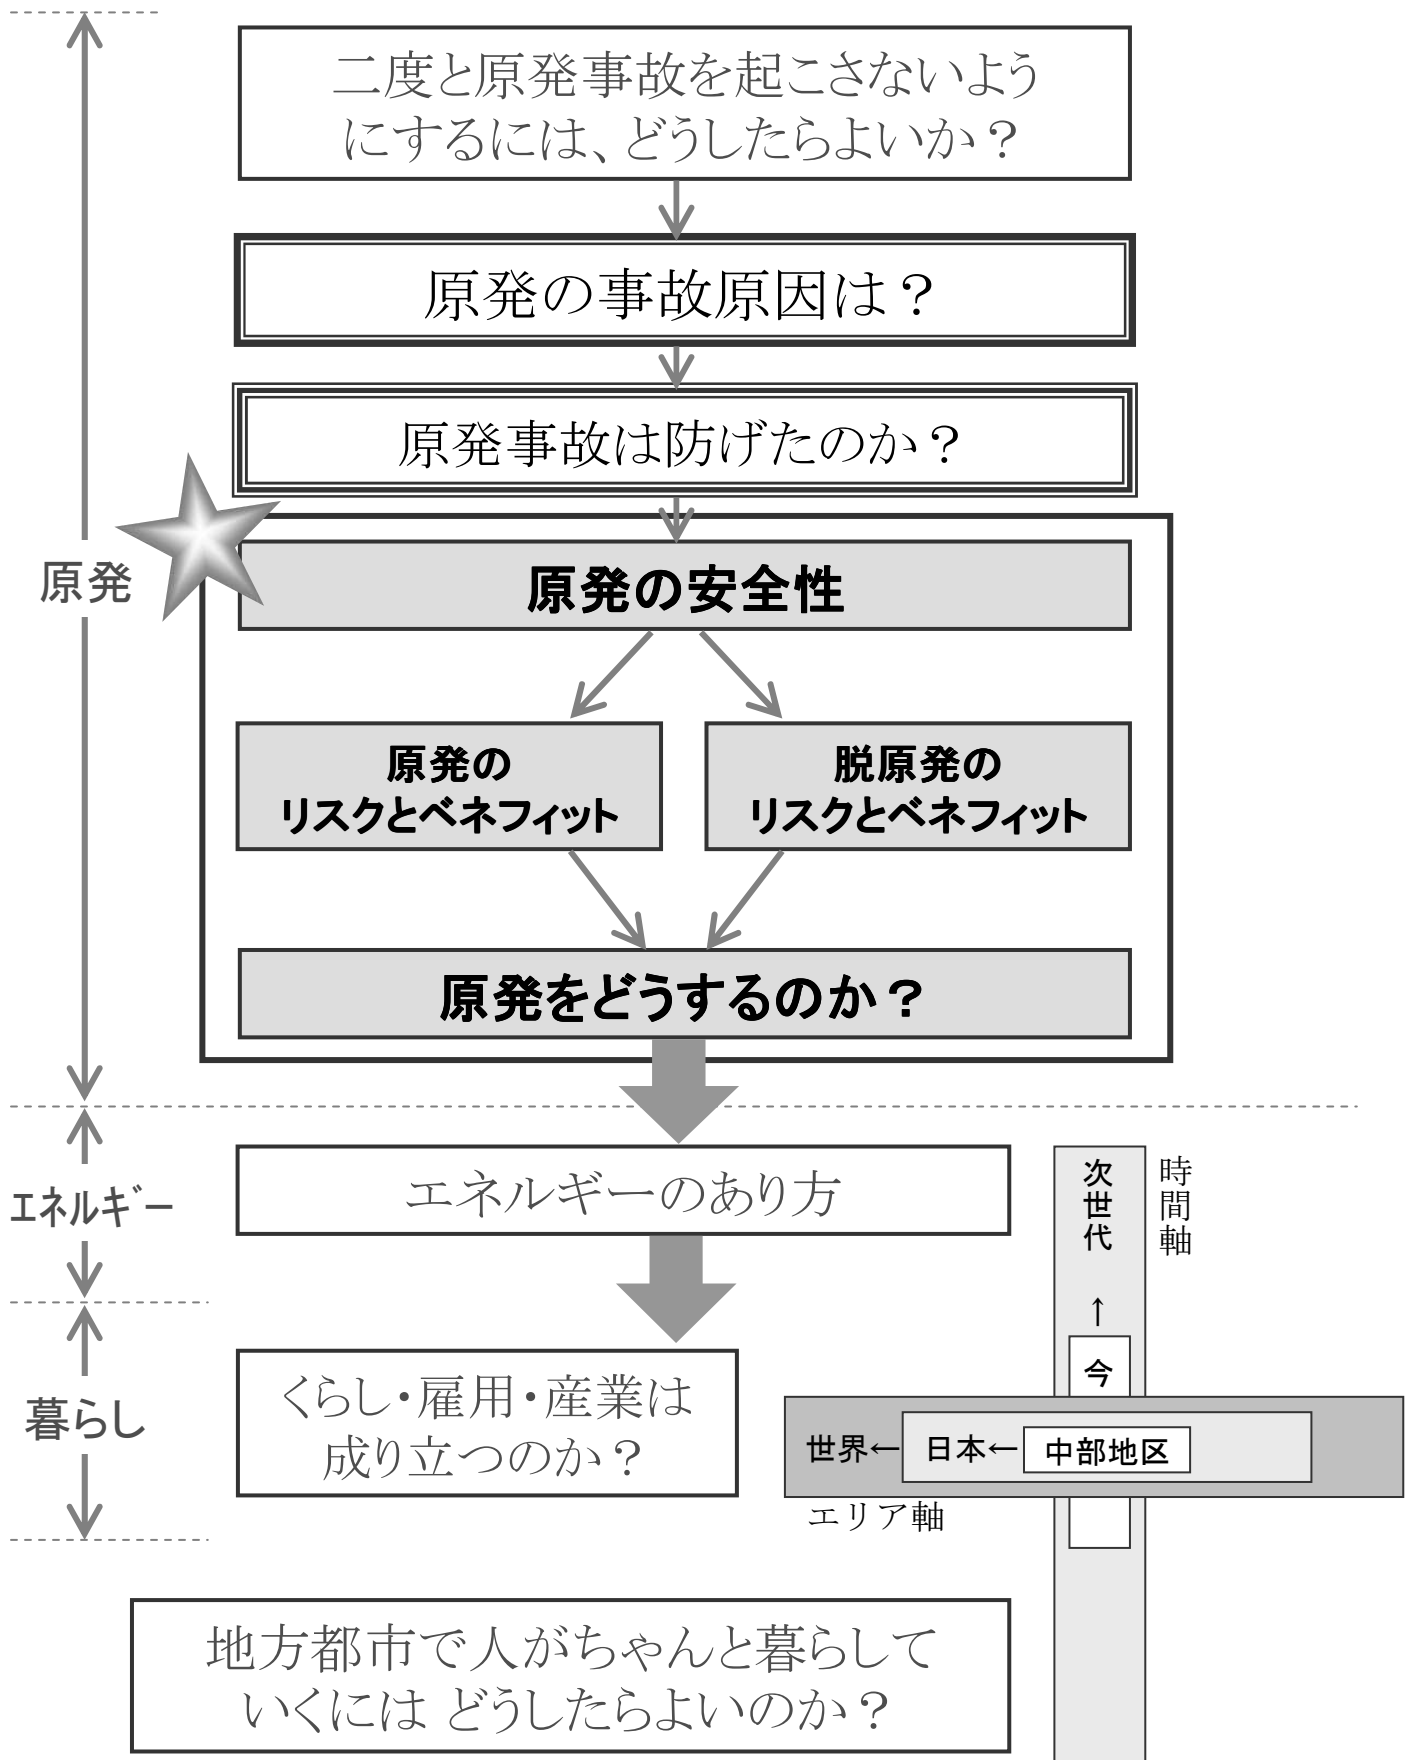 二度と原発事故を起こさないよう
にするには、どうしたらよいか？
原発の事故原因は？
原発事故は防げたのか？
原発
原発の安全性
原発の
リスクとベネフィット
脱原発の
リスクとベネフィット
原発をどうするのか？
エネルギー
エネルギーのあり方
次世代 ↑
時間軸
今
暮らし
くらし・雇用・産業は
成り立つのか？
世界← 日本← 中部地区
エリア軸
地方都市で人がちゃんと暮らして
いくには どうしたらよいのか？